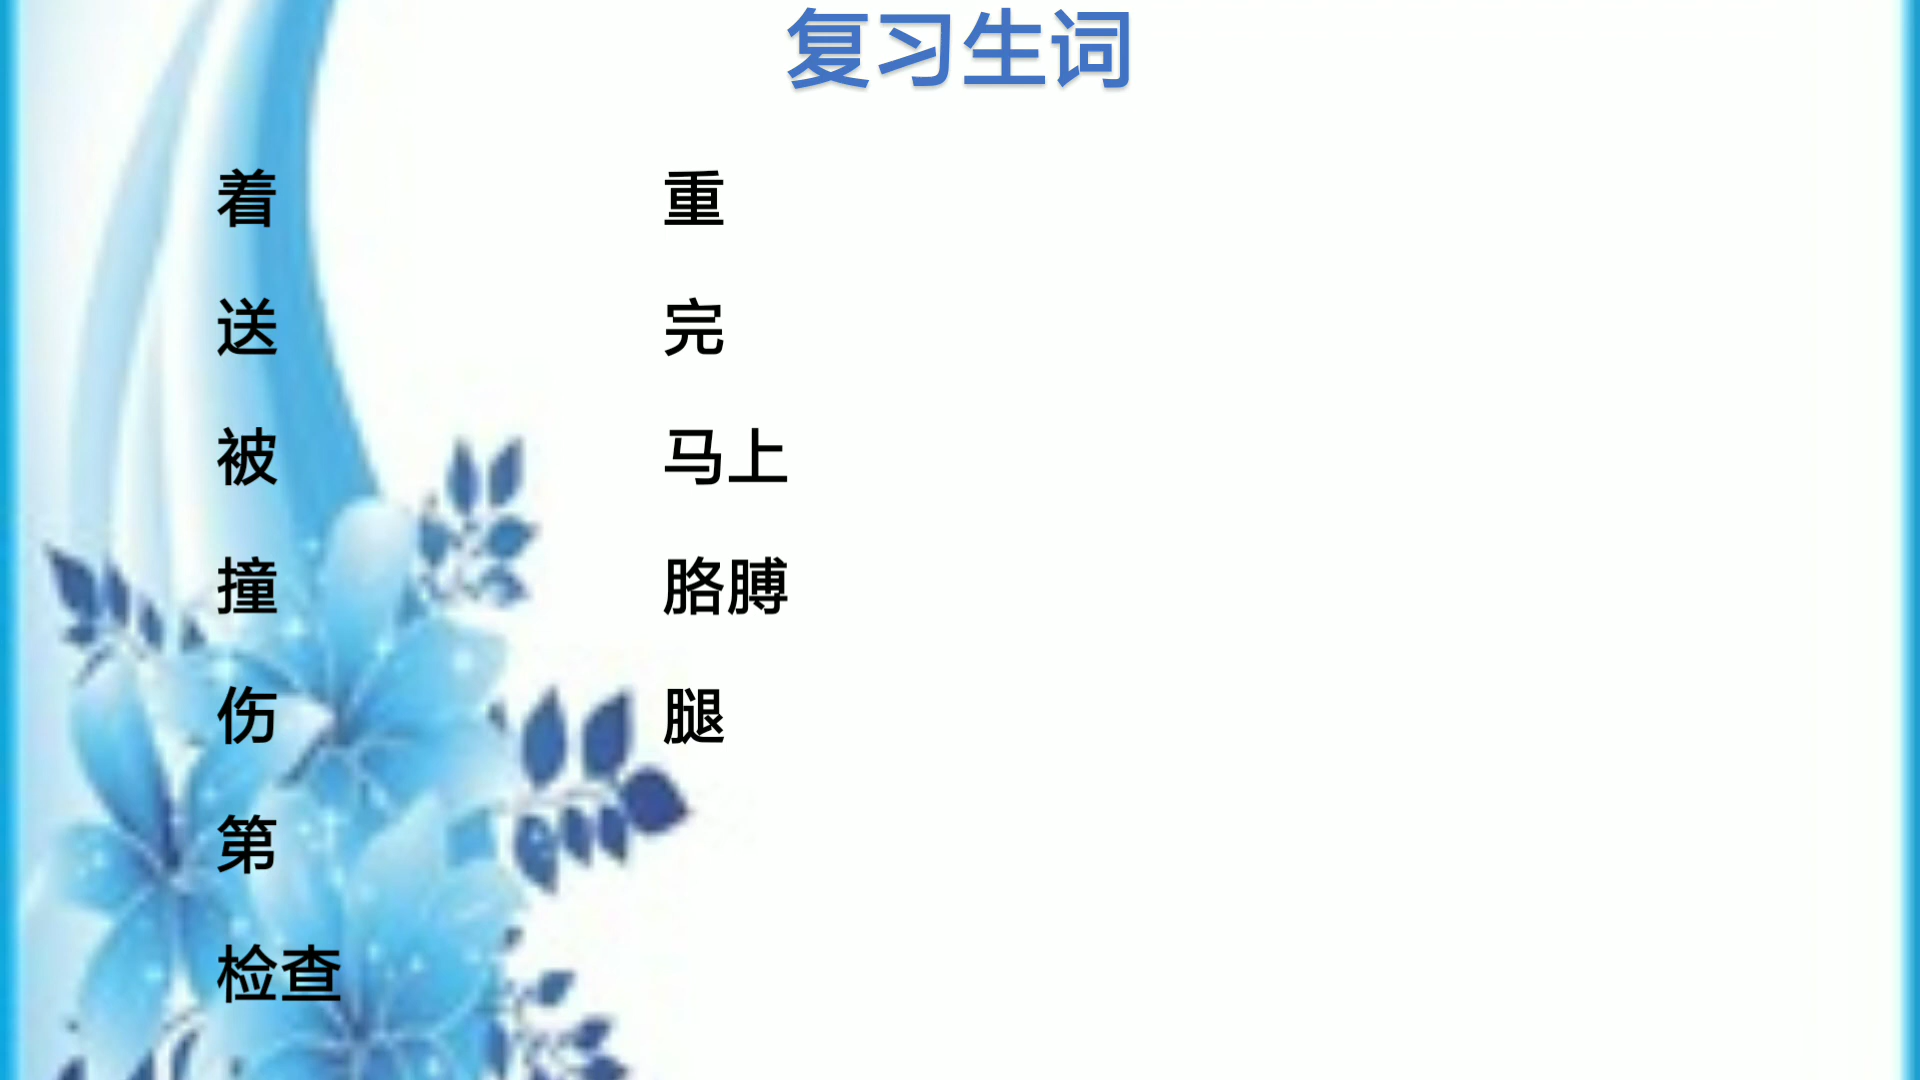 复习生词
着
送
被
撞
伤
第
检查
重
完
马上
胳膊
腿